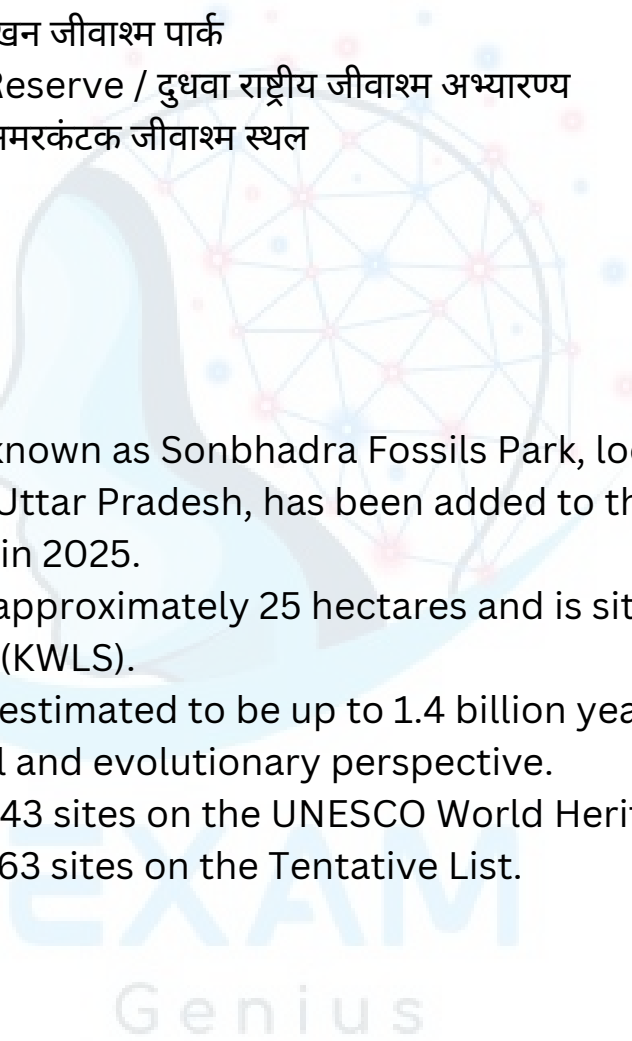 खन जीवाश्म पार्क
Reserve / दुधवा राष्ट्रीय जीवाश्म अभ्यारण्य
अमरकंटक जीवाश्म स्थल
known as Sonbhadra Fossils Park, lo
Uttar Pradesh, has been added to th
in 2025.
approximately 25 hectares and is sit
(KWLS).
estimated to be up to 1.4 billion yea
l and evolutionary perspective.
43 sites on the UNESCO World Herit
63 sites on the Tentative List.
EXAM
Genius